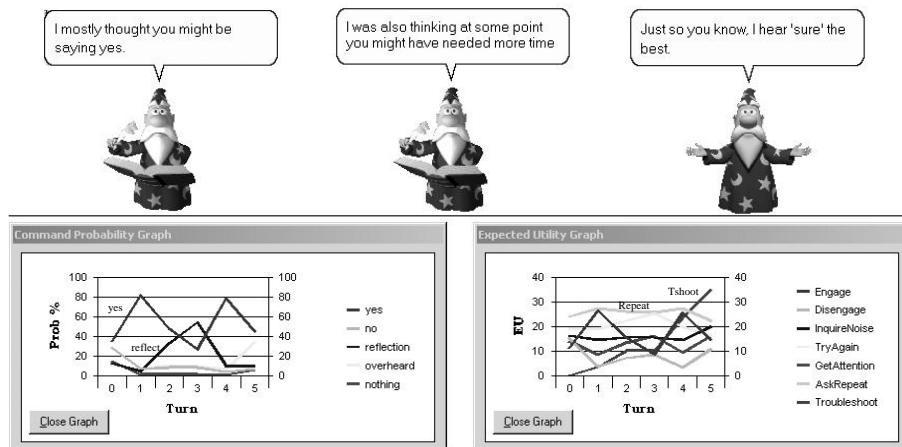 I mostly thought you might be
saying yes.
I was also thinking at some point
you might have needed more time
Just so you know, I hear 'sure' the
best.
Command Probability Graph
100
80
60
40
20
0
100
80
60
40
20
0
Prob %
yes
reflect
0 1 2 3 4 5
Turn
yes
no
reflection
overheard
nothing
Close Graph
Expected Utility Graph
40
30
20
10
0
40
30
20
10
0
EU
Tshoot
Repeat
0 1 2 3 4 5
Turn
Engage
Disengage
InquireNoise
TryAgain
GetAttention
AskRepeat
Troubleshoot
Close Graph